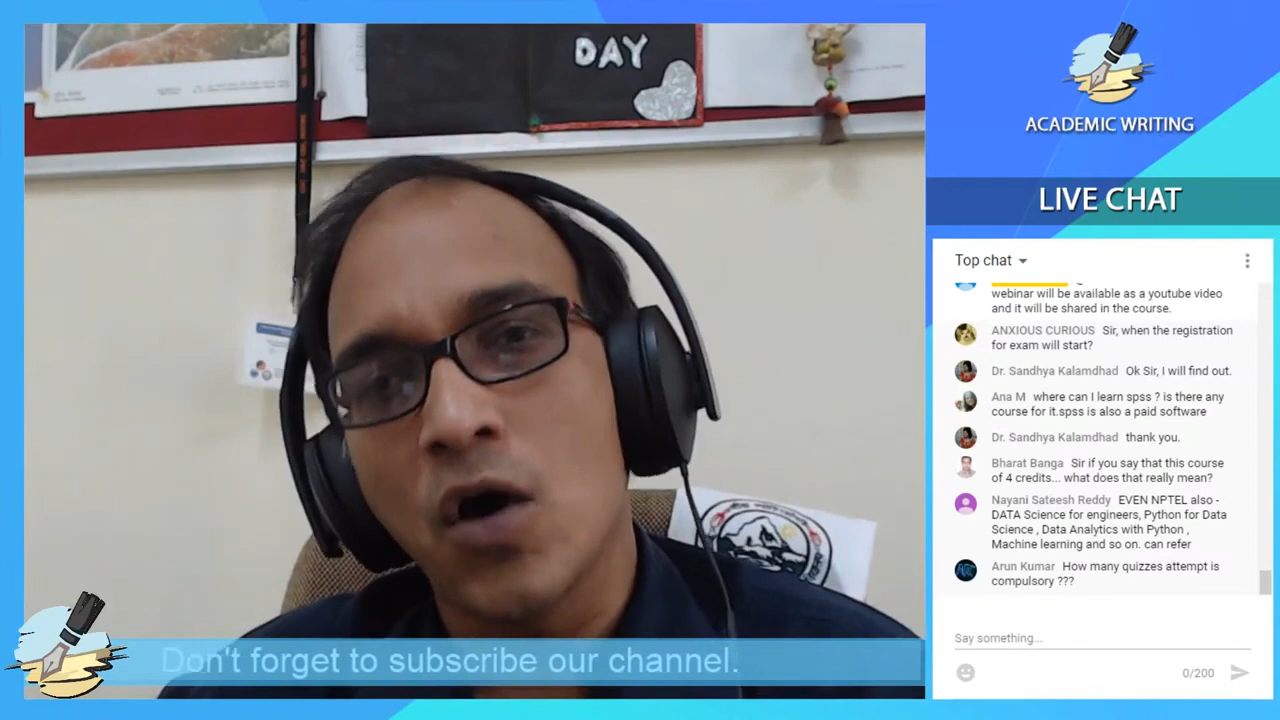 DAY
Don't forget to subscribe our channel.
ACADEMIC WRITING
LIVE CHAT
Top chat
webinar will be available as a youtube video
and it will be shared in the course.
ANXIOUS CURIOUS Sir, when the registration
for exam will start?
Dr. Sandhya Kalamdhad Ok Sir, I will find out.
Ana M where can I learn spss ? is there any
course for it.spss is also a paid software
Dr. Sandhya Kalamdhad thank you.
Bharat Banga Sir if you say that this course
of 4 credits... what does that really mean?
Nayani Sateesh Reddy EVEN NPTEL also -
DATA Science for engineers, Python for Data
Science , Data Analytics with Python ,
Machine learning and so on. can refer
Arun Kumar How many quizzes attempt is
compulsory ???
Say something...
0/200